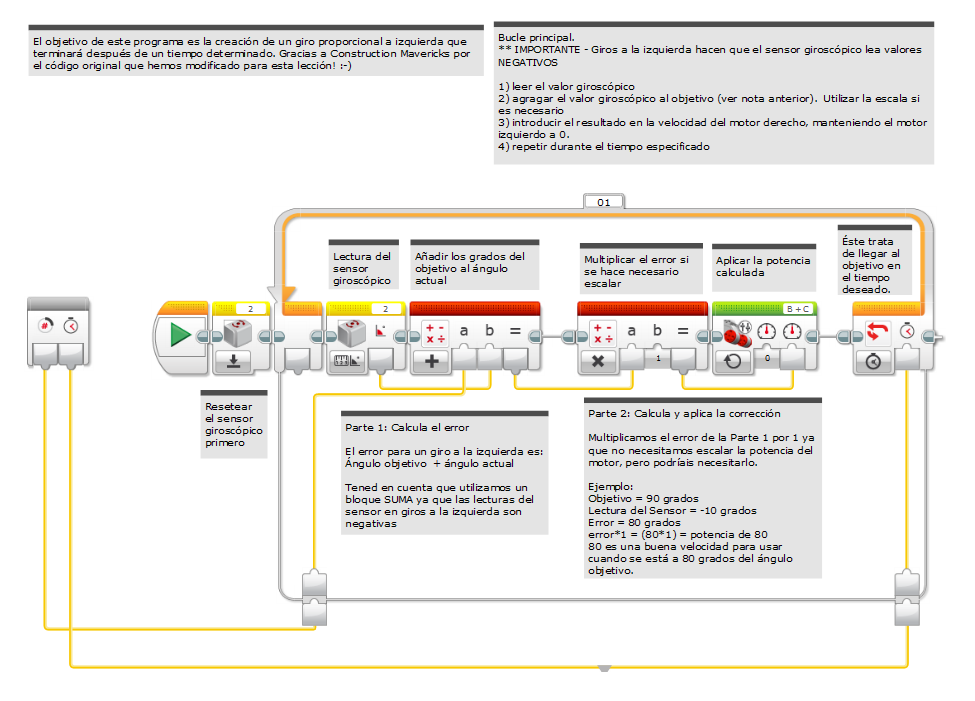 El objetivo de este programa es la creación de un giro proporcional a izquierda que
terminará después de un tiempo determinado. Gracias a Construction Mavericks por
el código original que hemos modificado para esta lección! :-)
Bucle principal.
** IMPORTANTE - Giros a la izquierda hacen que el sensor giroscópico lea valores
NEGATIVOS
1) leer el valor giroscópico
2) agragar el valor giroscópico al objetivo (ver nota anterior).  Utilizar la escala si
es necesario
3) introducir el resultado en la velocidad del motor derecho, manteniendo el motor
izquierdo a 0.
4) repetir durante el tiempo especificado
01
Lectura del
sensor
giroscópico
Añadir los grados del
objetivo al ángulo
actual
Multiplicar el error si
se hace necesario
escalar
Aplicar la potencia
calculada
Éste trata
de llegar al
objetivo en
el tiempo
deseado.
2
2
B + C
#
+ -
x ÷
a b =
+ -
x ÷
a b =
1
0
Resetear
el sensor
giroscópico
primero
Parte 1: Calcula el error
El error para un giro a la izquierda es:
Ángulo objetivo + ángulo actual
Tened en cuenta que utilizamos un
bloque SUMA ya que las lecturas del
sensor en giros a la izquierda son
negativas
Parte 2: Calcula y aplica la corrección
Multiplicamos el error de la Parte 1 por 1 ya
que no necesitamos escalar la potencia del
motor, pero podríais necesitarlo.
Ejemplo:
Objetivo = 90 grados
Lectura del Sensor = -10 grados
Error = 80 grados
error*1 = (80*1) = potencia de 80
80 es una buena velocidad para usar
cuando se está a 80 grados del ángulo
objetivo.